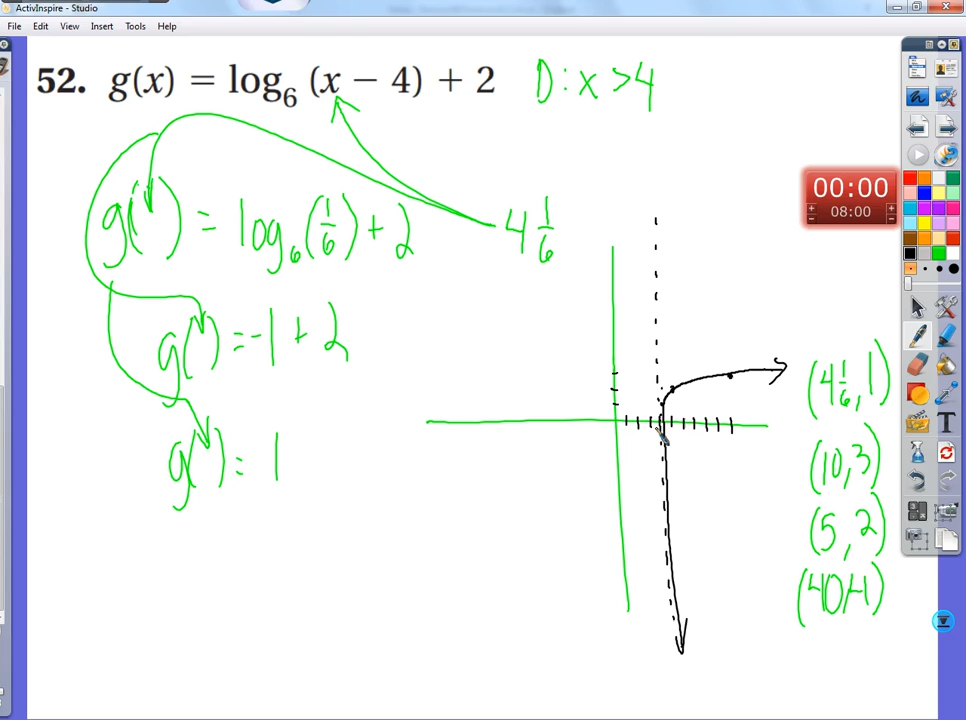 ActivInspire - Studio
File Edit View Insert Tools Help
52. g(x) = log₆ (x − 4) + 2
D: x > 4
g( ) = log₆(1/6) + 2
4 1/6
g( ) = -1 + 2
g( ) = 1
00:00
08:00
(4 1/6, 1)
(10, 3)
(5, 2)